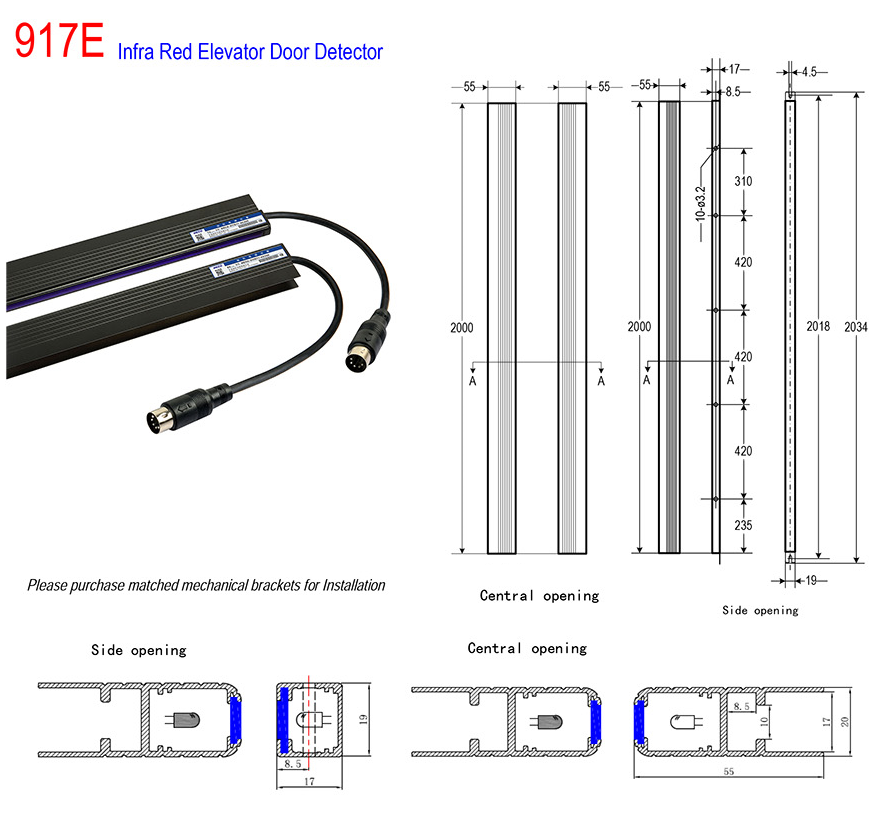 917E Infra Red Elevator Door Detector
55
55
55
17
8.5
4.5
10-ø3.2
310
420
2000
2000
420
2018
2034
A
A
A
A
420
235
19
Please purchase matched mechanical brackets for Installation
Central opening
Side opening
Side opening
Central opening
8.5
17
19
8.5
10
17
20
55